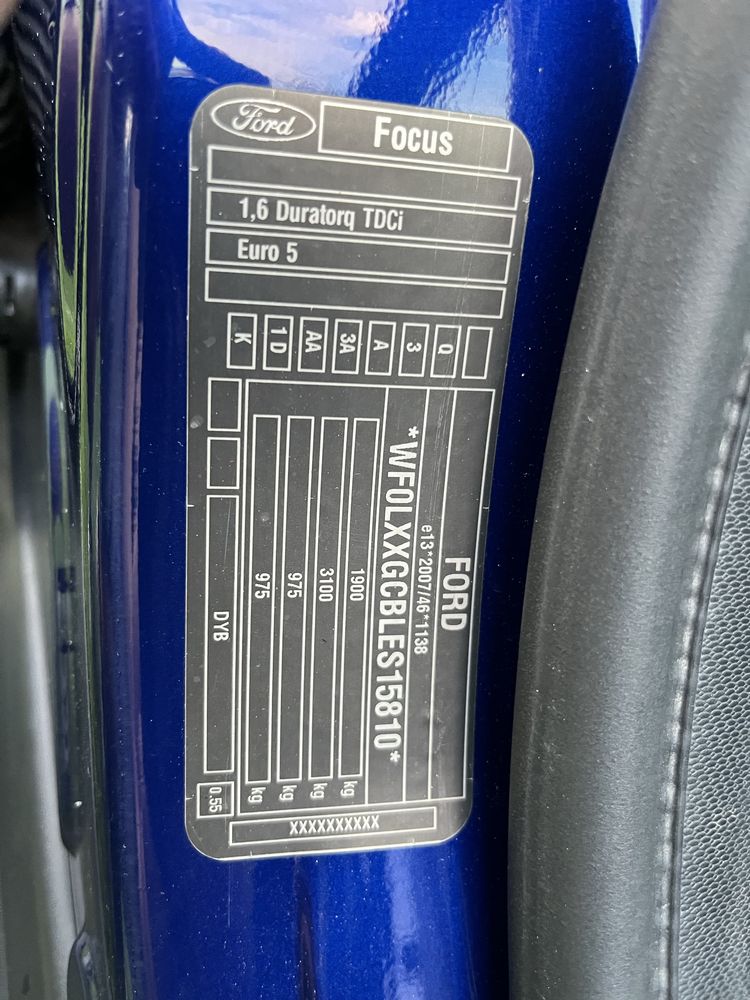 Ford
Focus
1,6 Duratorq TDCi
Euro 5
K
1 D
AA
3A
A
3
Q
FORD
e13*2007/46*1138
*WF0LXXGCBLES15810*
1900 kg
3100 kg
975 kg
975 kg
DYB
0.55
XXXXXXXXXX